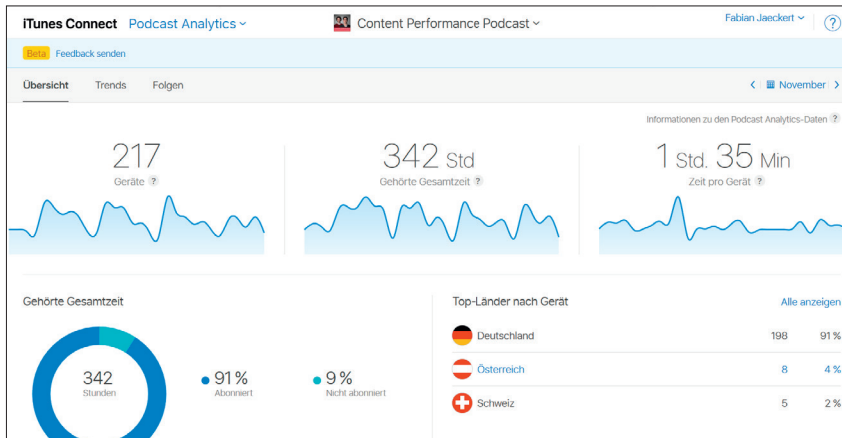 iTunes Connect Podcast Analytics Content Performance Podcast Fabian Jaeckert ?
Beta Feedback senden
Übersicht Trends Folgen November
Informationen zu den Podcast Analytics-Daten ?
217 342 Std 1 Std. 35 Min
Geräte ? Gehörte Gesamtzeit ? Zeit pro Gerät ?
Gehörte Gesamtzeit
342
Stunden
91 %
Abonniert
9 %
Nicht abonniert
Top-Länder nach Gerät Alle anzeigen
Deutschland 198 91 %
Österreich 8 4 %
Schweiz 5 2 %